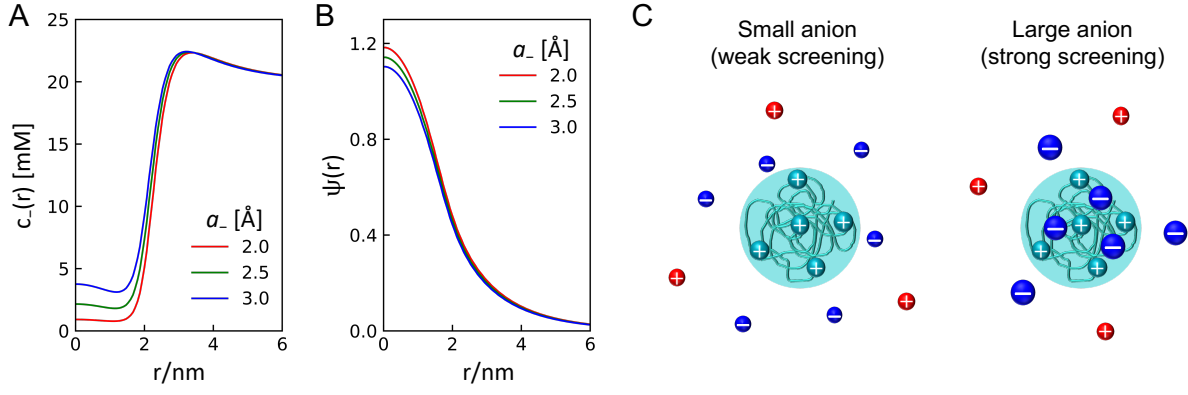 A
25
20
15
10
5
0
c₋(r) [mM]
a₋ [Å]
2.0
2.5
3.0
0
2
4
6
r/nm
B
1.2
0.8
0.4
0.0
ψ(r)
a₋ [Å]
2.0
2.5
3.0
0
2
4
6
r/nm
C
Small anion
(weak screening)
Large anion
(strong screening)